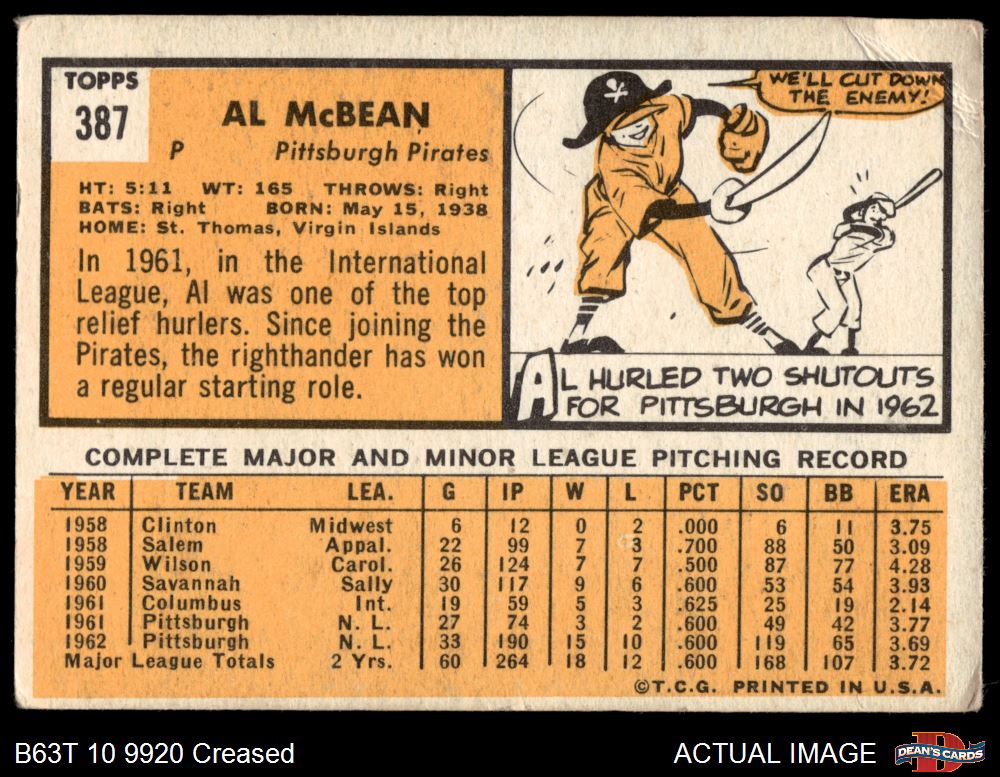 TOPPS
387
AL McBEAN
P Pittsburgh Pirates
HT: 5:11 WT: 165 THROWS: Right
BATS: Right BORN: May 15, 1938
HOME: St. Thomas, Virgin Islands
In 1961, in the International
League, Al was one of the top
relief hurlers. Since joining the
Pirates, the righthander has won
a regular starting role.
WE'LL CUT DOWN
THE ENEMY!
AL HURLED TWO SHUTOUTS
FOR PITTSBURGH IN 1962
COMPLETE MAJOR AND MINOR LEAGUE PITCHING RECORD
YEAR TEAM LEA. G IP W L PCT SO BB ERA
1958 Clinton Midwest 6 12 0 2 .000 6 11 3.75
1958 Salem Appal. 22 99 7 3 .700 88 50 3.09
1959 Wilson Carol. 26 124 7 7 .500 87 77 4.28
1960 Savannah Sally 30 117 9 6 .600 53 54 3.93
1961 Columbus Int. 19 59 5 3 .625 25 19 2.14
1961 Pittsburgh N. L. 27 74 3 2 .600 49 42 3.77
1962 Pittsburgh N. L. 33 190 15 10 .600 119 65 3.69
Major League Totals 2 Yrs. 60 264 18 12 .600 168 107 3.72
©T.C.G. PRINTED IN U.S.A.
B63T 10 9920 Creased
ACTUAL IMAGE
DEAN'S CARDS